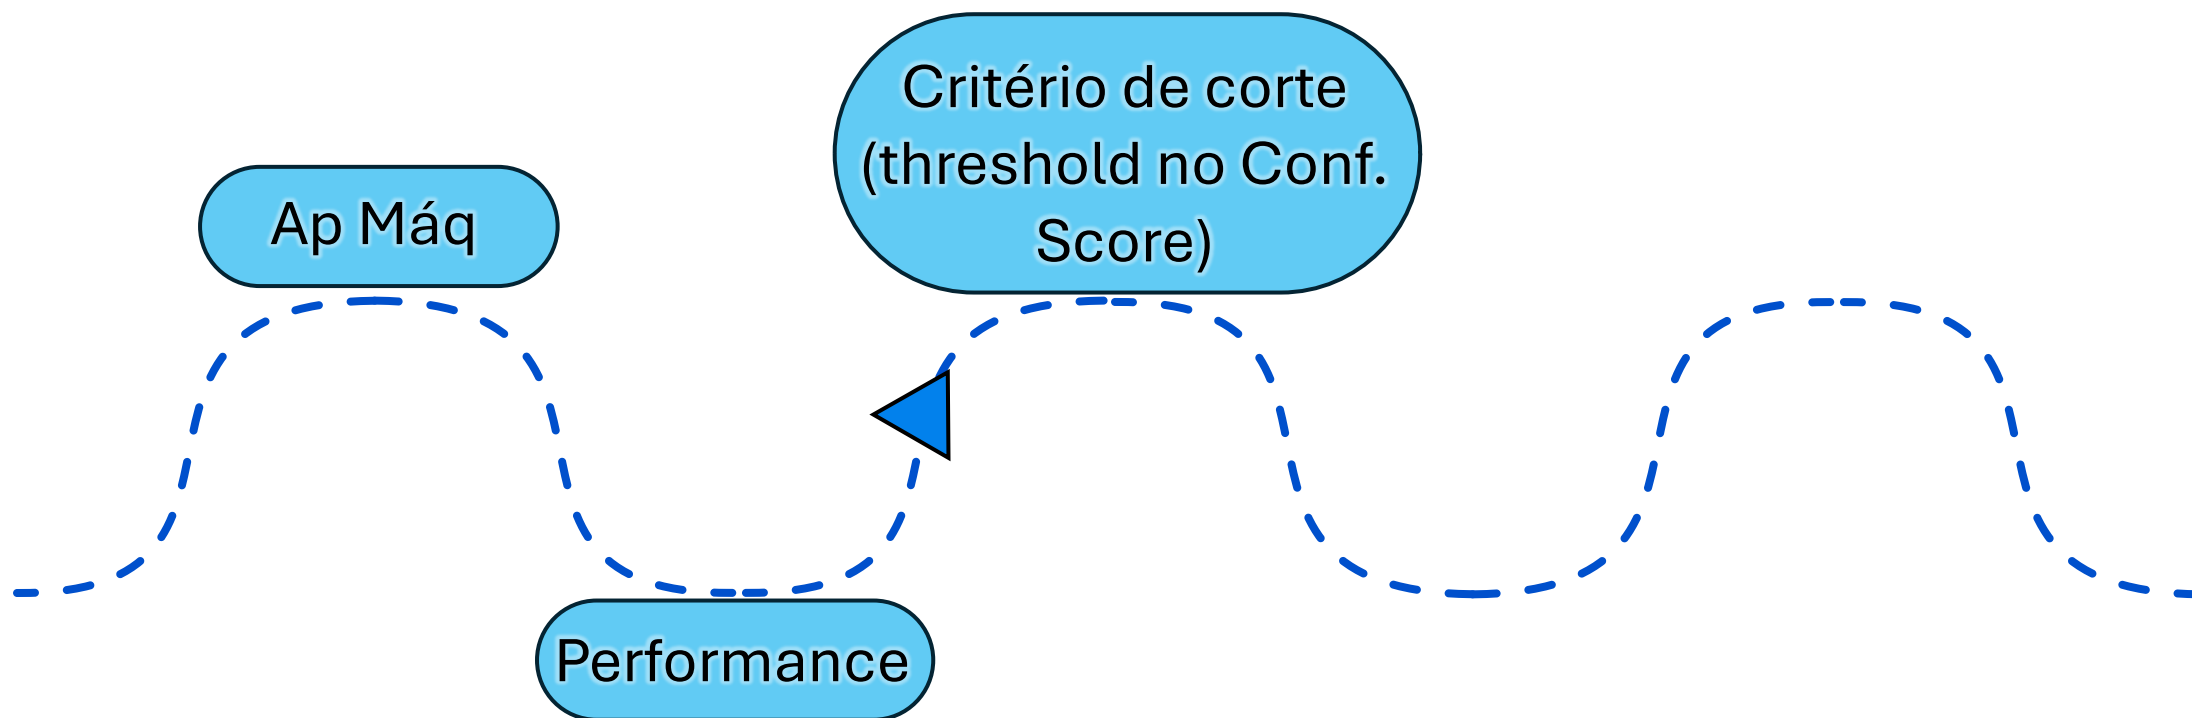 Ap Máq
Critério de corte
(threshold no Conf.
Score)
Performance